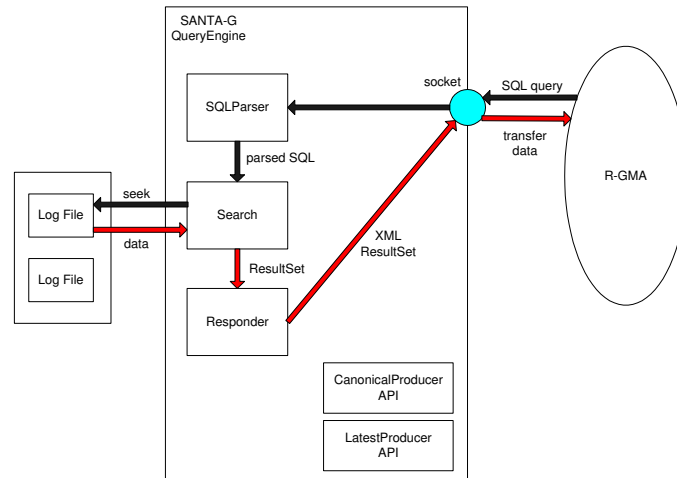 SANTA-G
QueryEngine
socket
SQL query
SQLParser
transfer
data
parsed SQL
R-GMA
seek
Log File
Search
data
XML
ResultSet
Log File
ResultSet
Responder
CanonicalProducer
API
LatestProducer
API